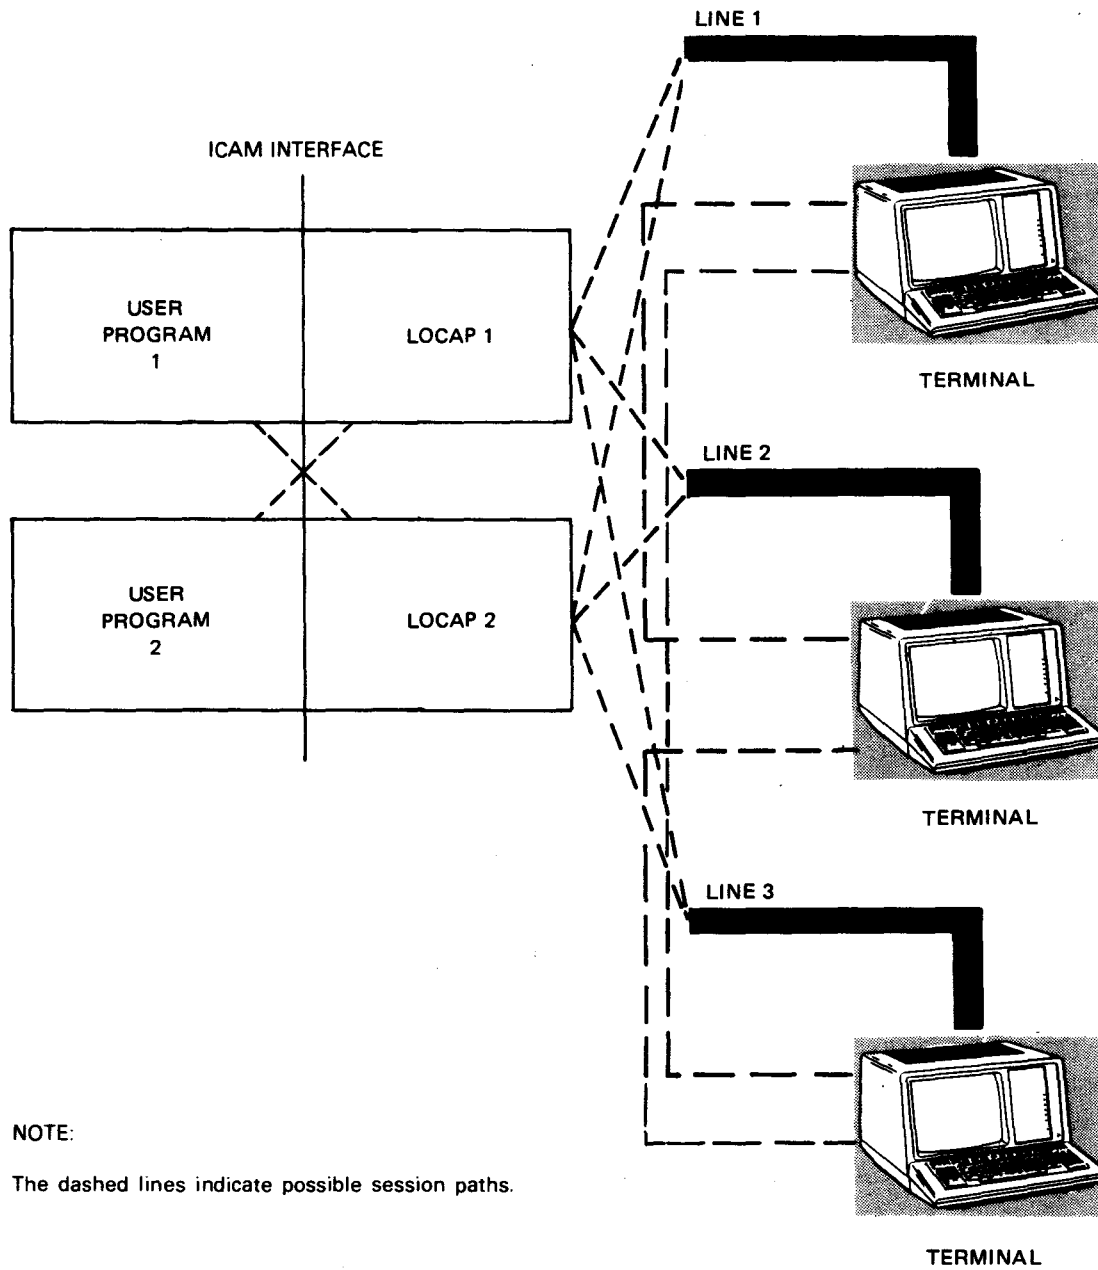 LINE 1
ICAM INTERFACE
USER
PROGRAM
1
LOCAP 1
TERMINAL
LINE 2
USER
PROGRAM
2
LOCAP 2
TERMINAL
LINE 3
NOTE:
The dashed lines indicate possible session paths.
TERMINAL